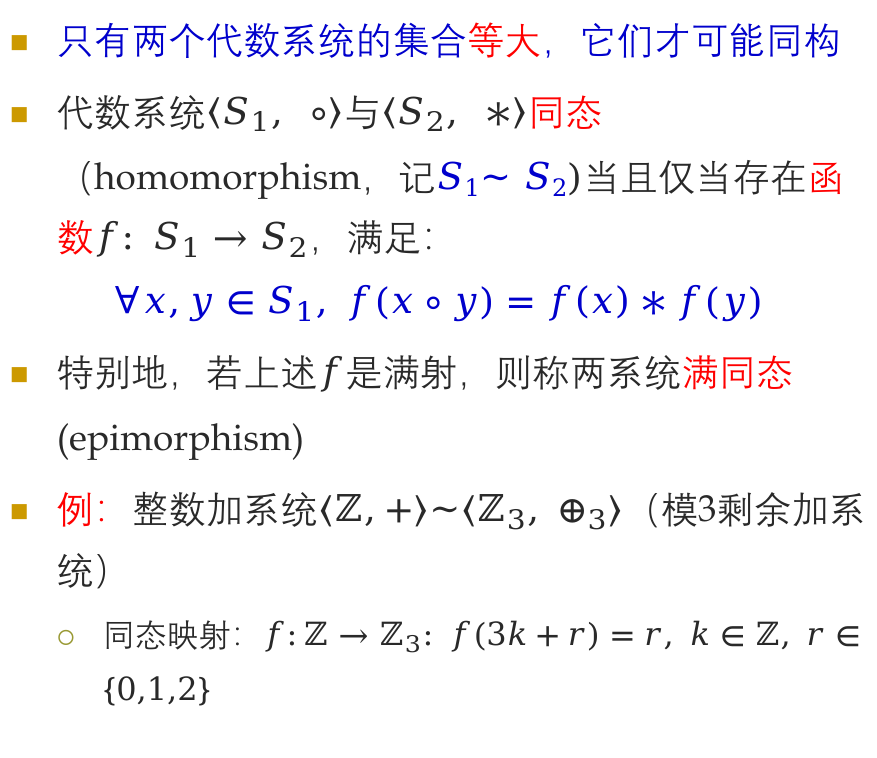 只有两个代数系统的集合等大，它们才可能同构
代数系统⟨S₁, ∘⟩与⟨S₂, ∗⟩同态
（homomorphism，记S₁~ S₂)当且仅当存在函
数f: S₁ → S₂，满足：
∀x, y ∈ S₁, f(x ∘ y) = f(x) ∗ f(y)
特别地，若上述f是满射，则称两系统满同态
(epimorphism)
例：整数加系统⟨ℤ, +⟩~⟨ℤ₃, ⊕₃⟩（模3剩余加系
统）
同态映射：f: ℤ → ℤ₃: f(3k + r) = r, k ∈ ℤ, r ∈
{0,1,2}